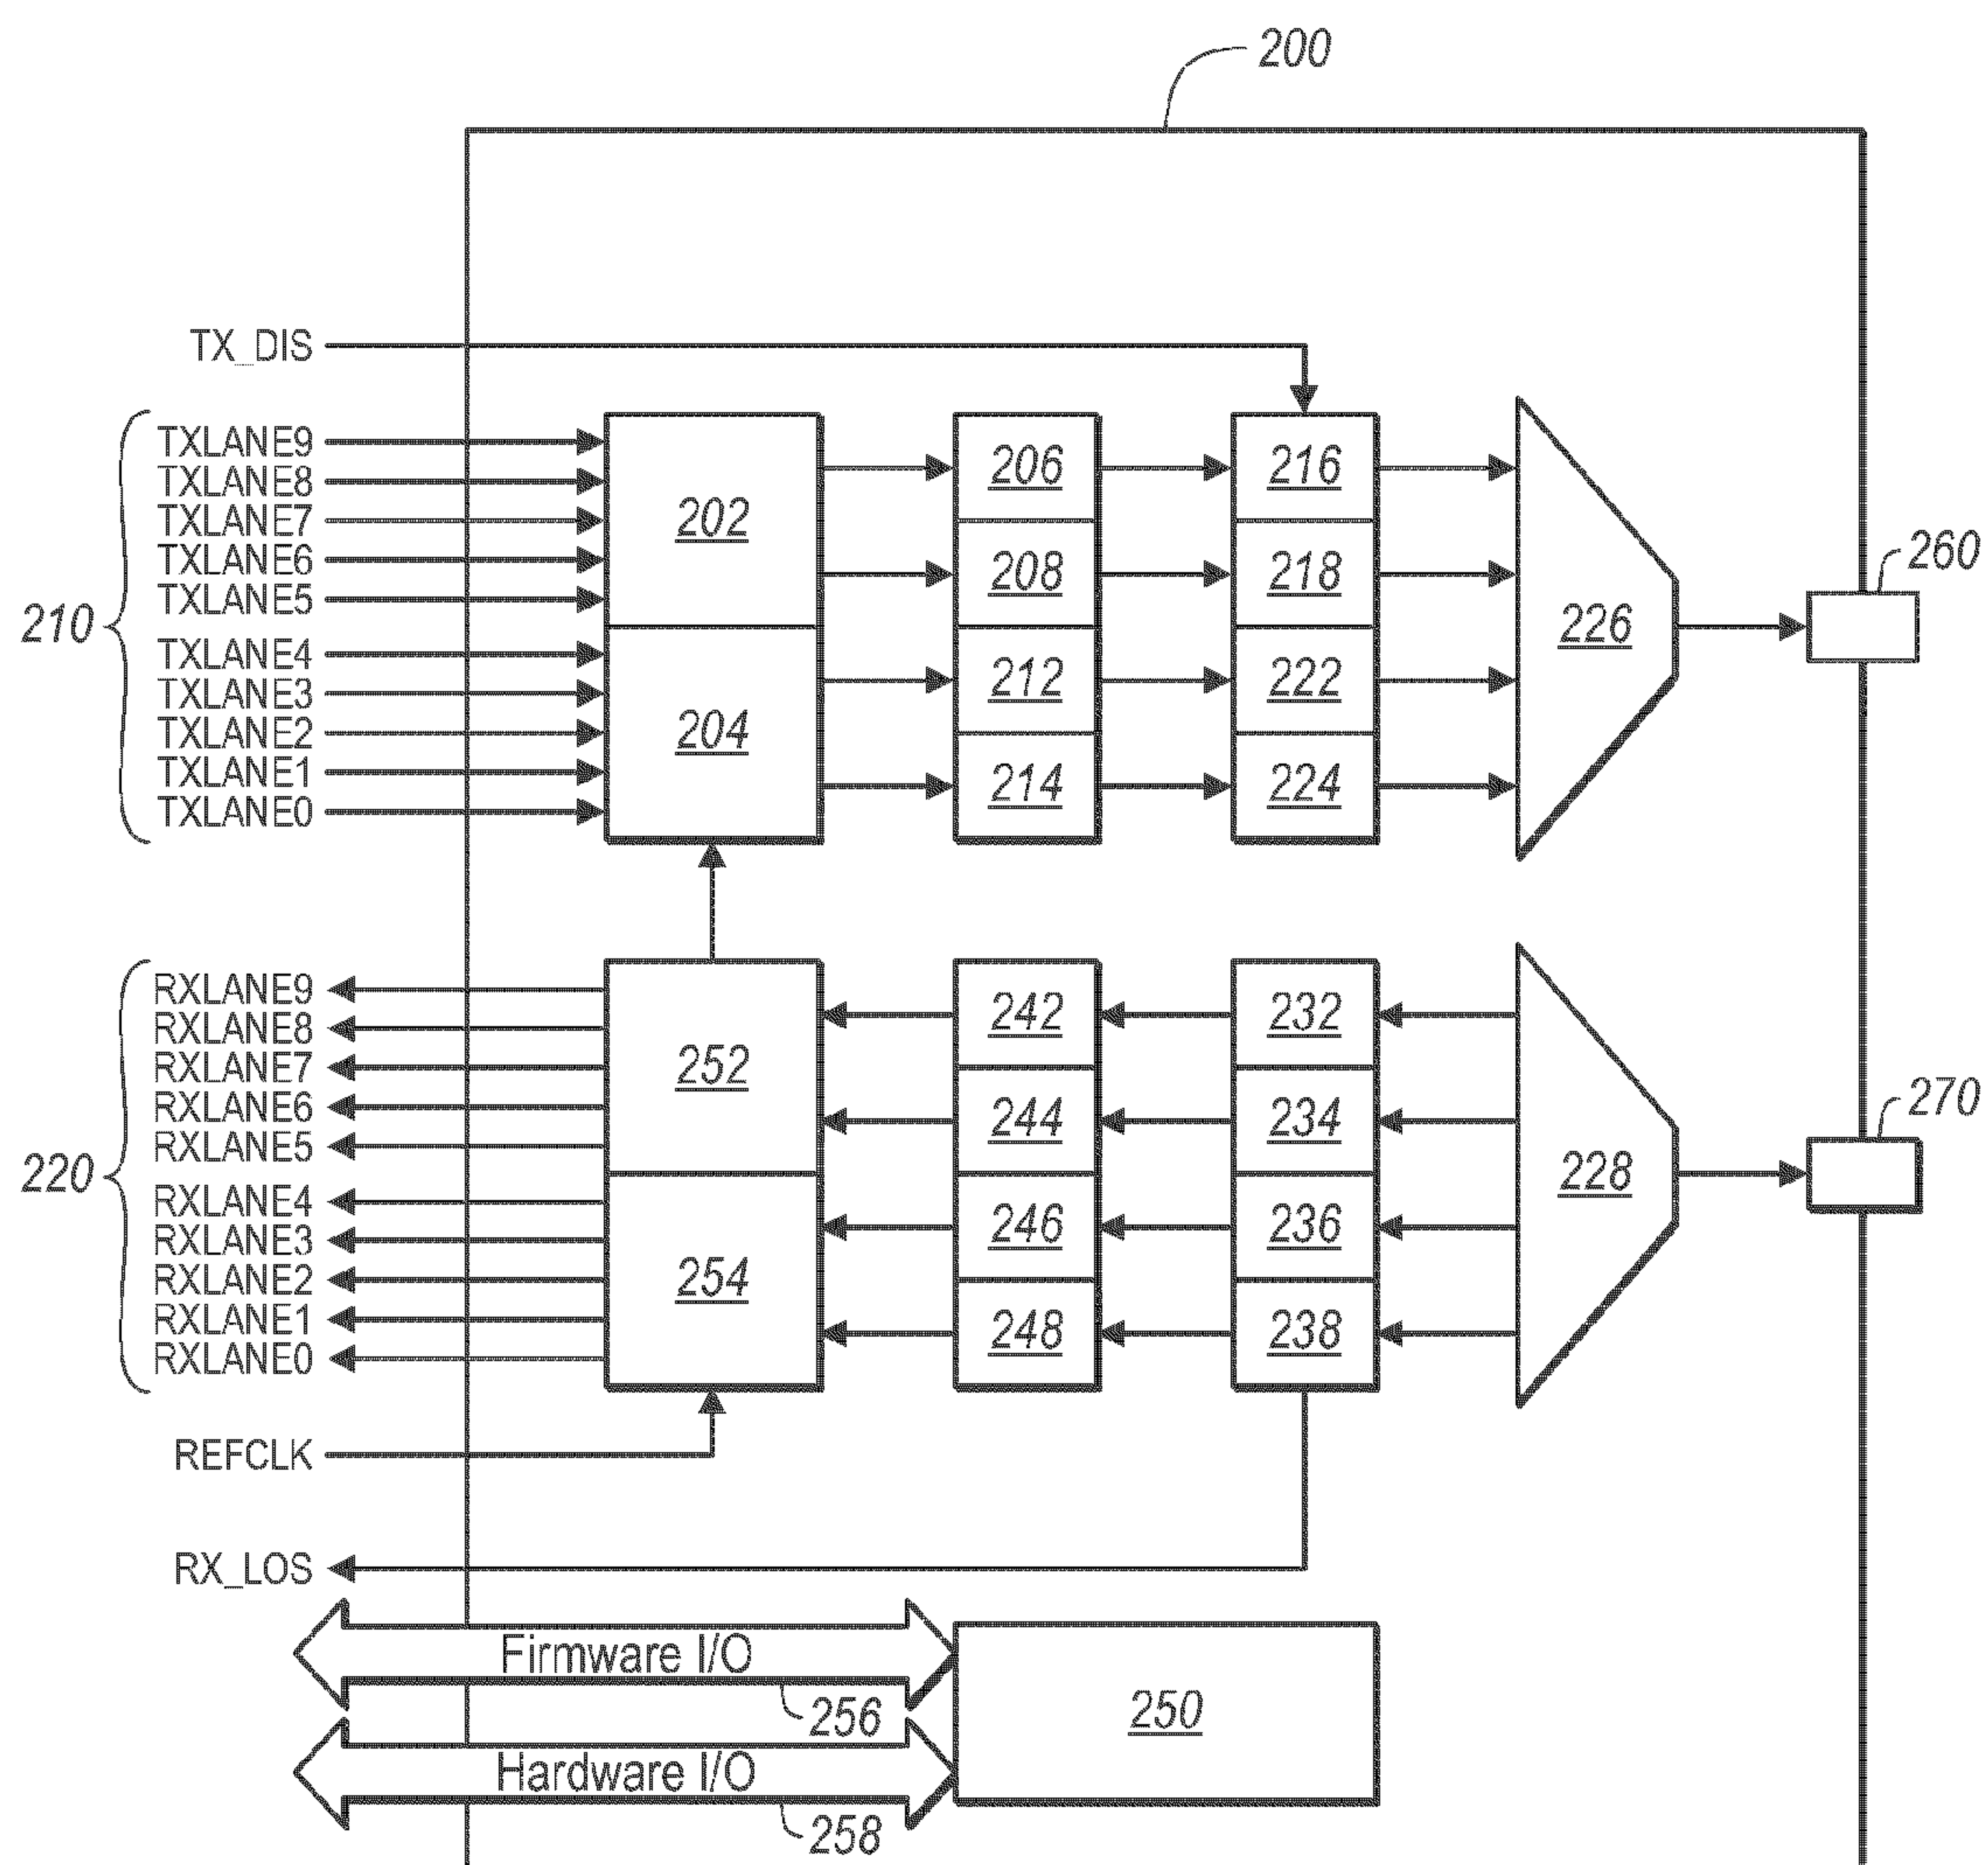 200
TX_DIS
TXLANE9
TXLANE8
TXLANE7
TXLANE6
TXLANE5
TXLANE4
TXLANE3
TXLANE2
TXLANE1
TXLANE0
210
202
204
206
208
212
214
216
218
222
224
226
260
RXLANE9
RXLANE8
RXLANE7
RXLANE6
RXLANE5
RXLANE4
RXLANE3
RXLANE2
RXLANE1
RXLANE0
220
252
254
242
244
246
248
232
234
236
238
228
270
REFCLK
RX_LOS
Firmware I/O
256
Hardware I/O
258
250